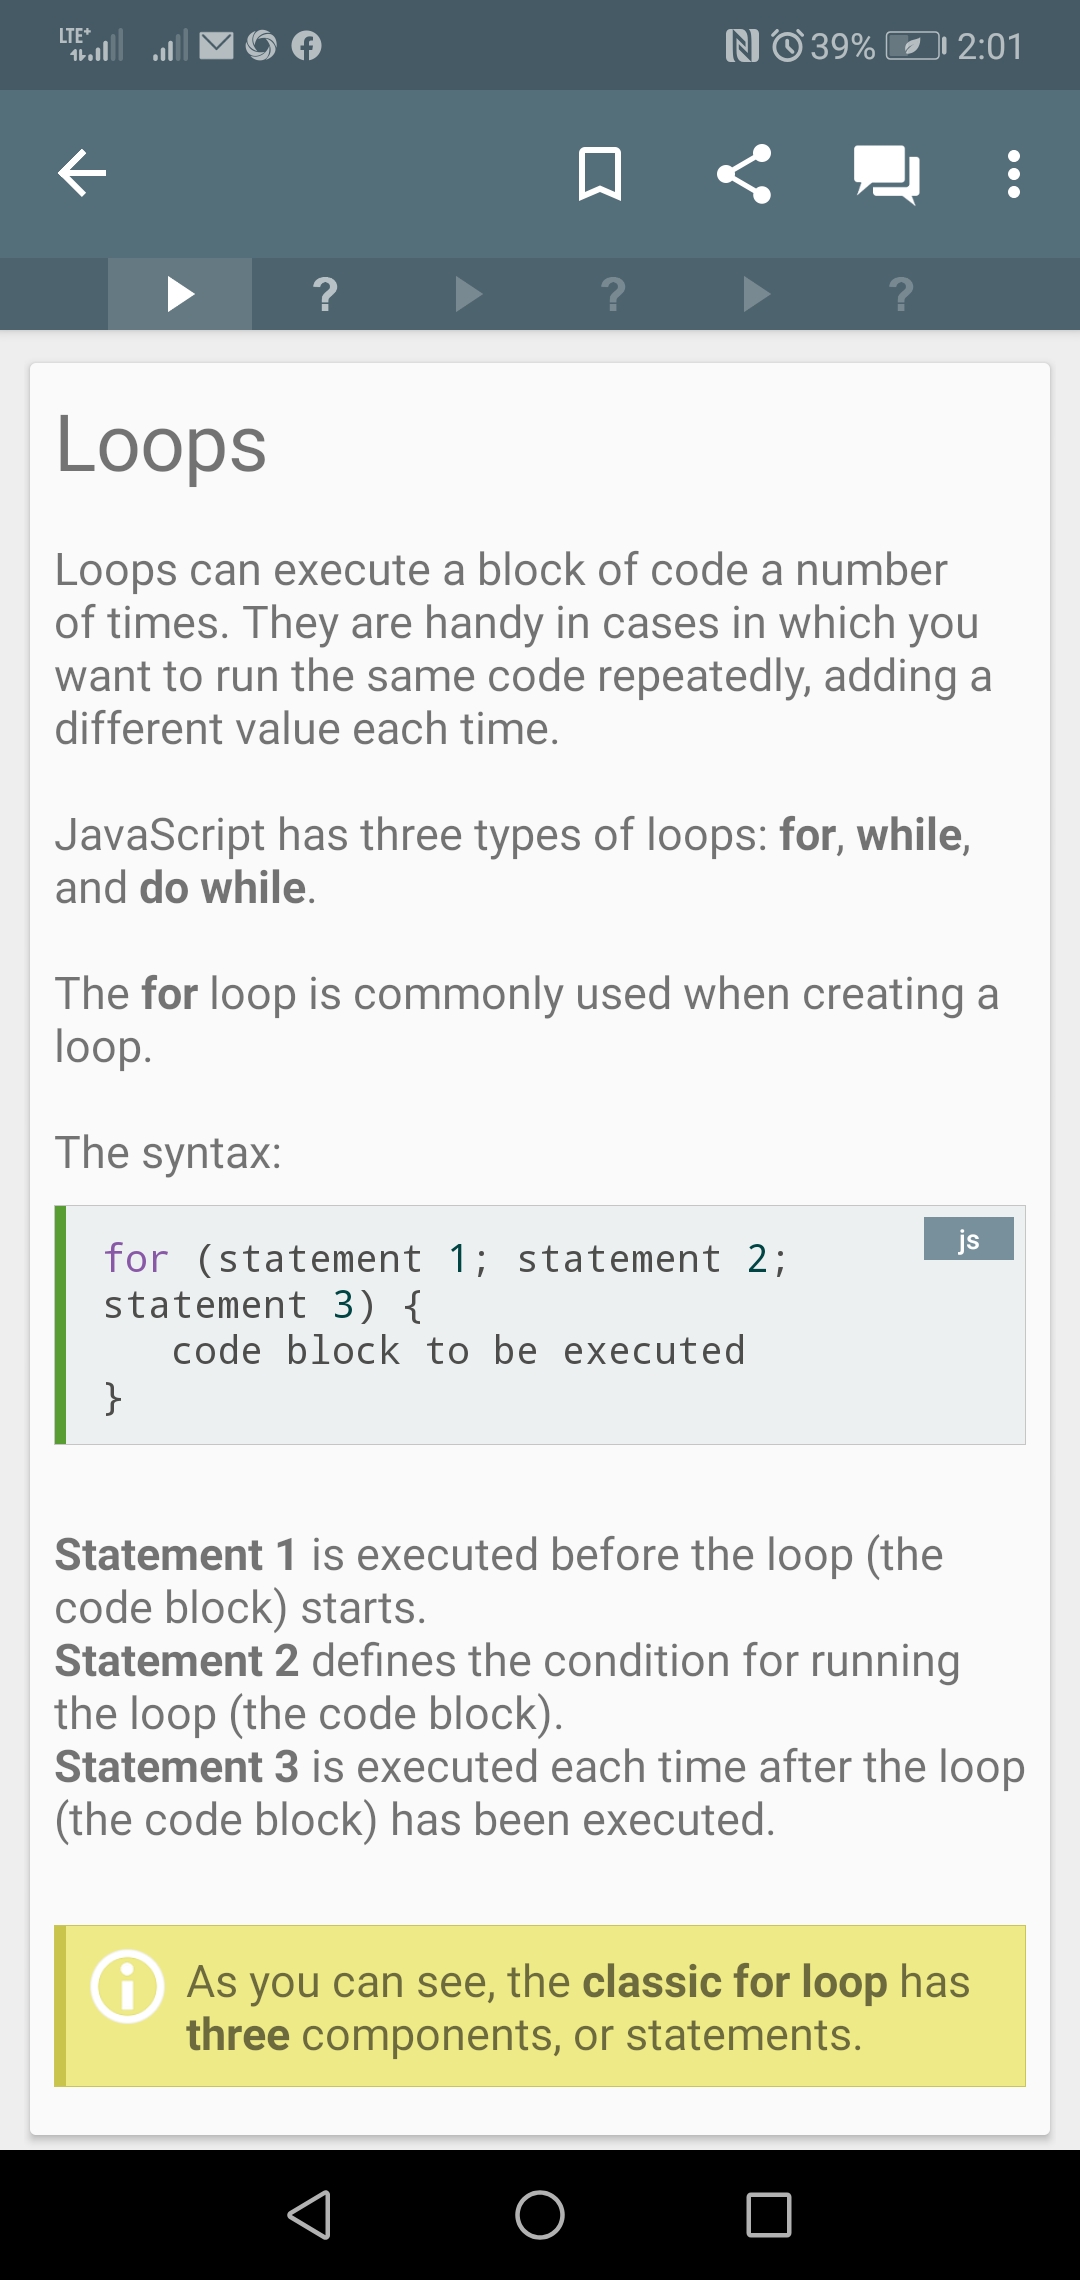 LTE+ 39% 2:01
? ? ?
Loops
Loops can execute a block of code a number
of times. They are handy in cases in which you
want to run the same code repeatedly, adding a
different value each time.
JavaScript has three types of loops: for, while,
and do while.
The for loop is commonly used when creating a
loop.
The syntax:
js
for (statement 1; statement 2;
statement 3) {
code block to be executed
}
Statement 1 is executed before the loop (the
code block) starts.
Statement 2 defines the condition for running
the loop (the code block).
Statement 3 is executed each time after the loop
(the code block) has been executed.
As you can see, the classic for loop has
three components, or statements.